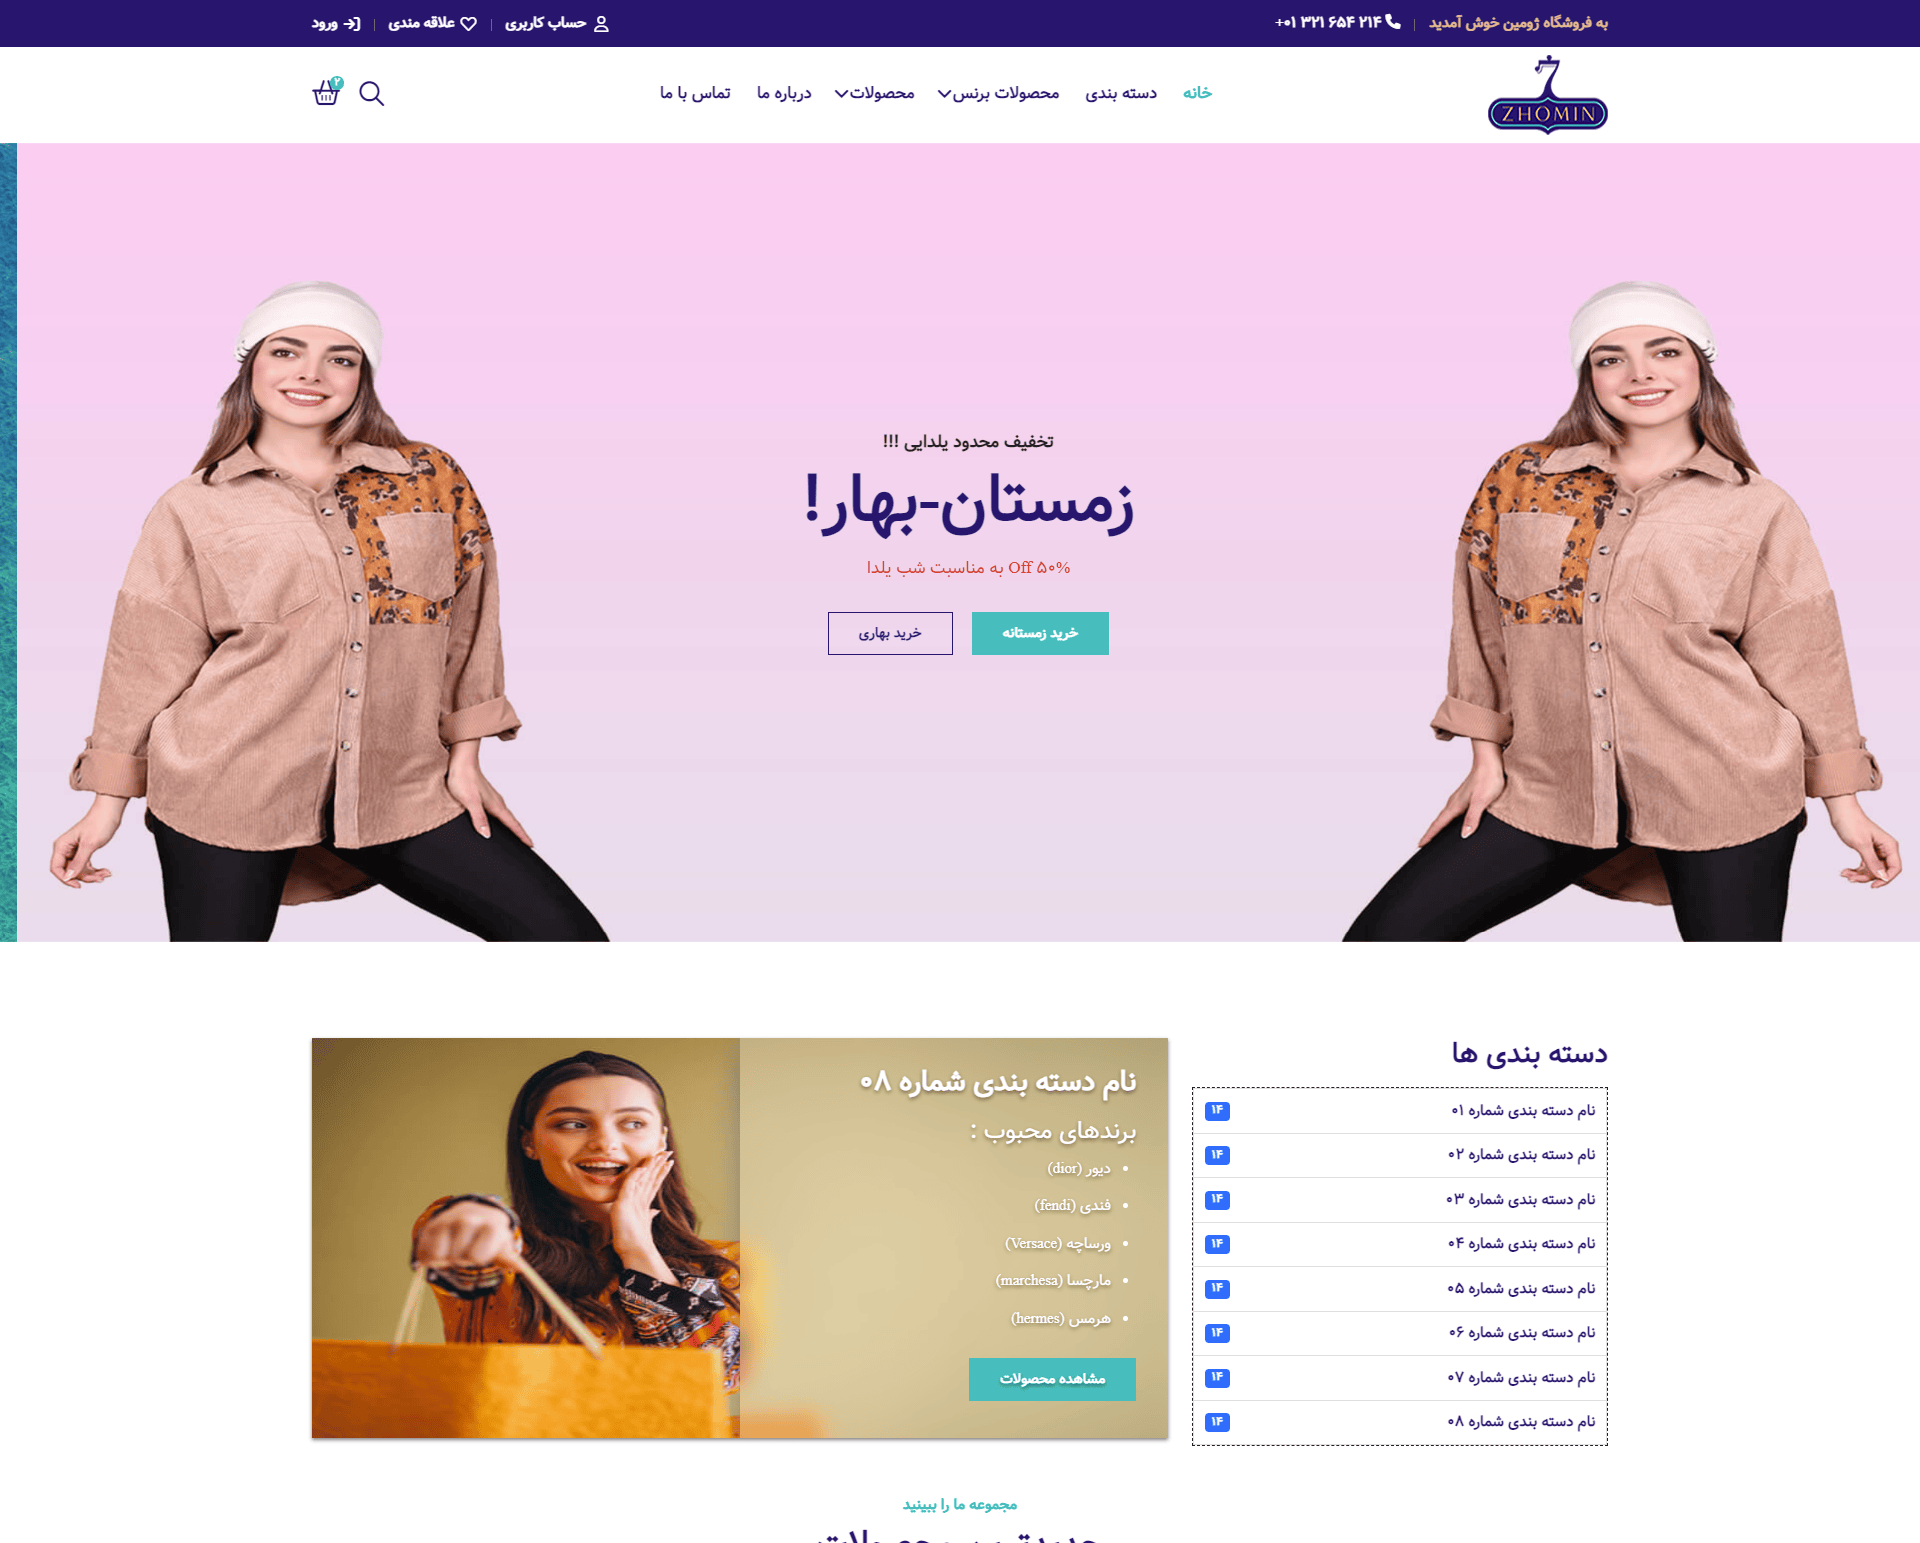 به فروشگاه ژومین خوش آمدید
+۰۱ ۳۲۱ ۶۵۴ ۲۱۴
حساب کاربری
علاقه مندی
ورود
ZHOMIN
خانه
دسته بندی
محصولات برنس
محصولات
درباره ما
تماس با ما
۲
تخفیف محدود یلدایی !!!
زمستان-بهار!
۵۰% Off به مناسبت شب یلدا
خرید زمستانه
خرید بهاری
دسته بندی ها
نام دسته بندی شماره ۰۱ ۱۴
نام دسته بندی شماره ۰۲ ۱۴
نام دسته بندی شماره ۰۳ ۱۴
نام دسته بندی شماره ۰۴ ۱۴
نام دسته بندی شماره ۰۵ ۱۴
نام دسته بندی شماره ۰۶ ۱۴
نام دسته بندی شماره ۰۷ ۱۴
نام دسته بندی شماره ۰۸ ۱۴
نام دسته بندی شماره ۰۸
برندهای محبوب :
دیور (dior)
فندی (fendi)
ورساچه (Versace)
مارچسا (marchesa)
هرمس (hermes)
مشاهده محصولات
مجموعه ما را ببینید
جدیدترین محصولات